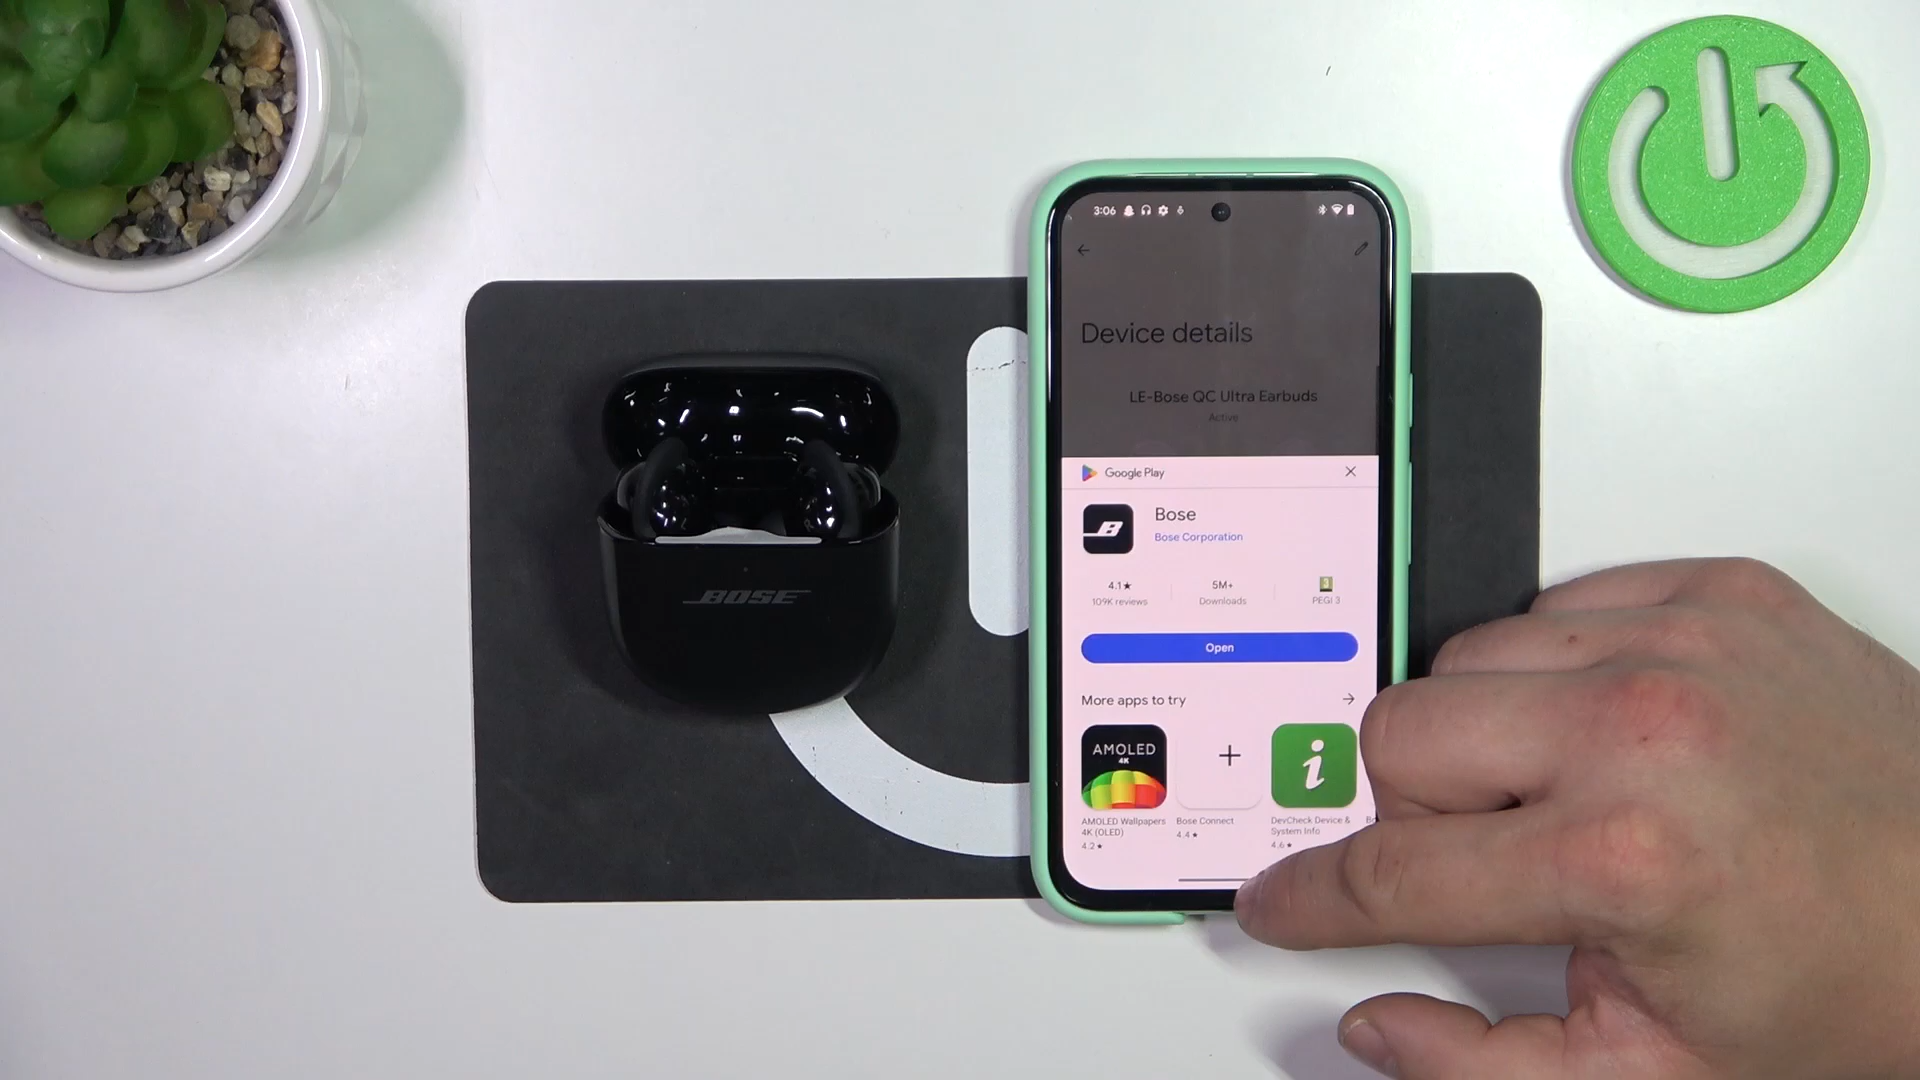 3:06
Device details
LE-Bose QC Ultra Earbuds
Active
Google Play
Bose
Bose Corporation
4.1★ 5M+ 3
109K reviews Downloads PEGI 3
Open
More apps to try
AMOLED
4K
AMOLED Wallpapers
4K (OLED)
4.2★
Bose Connect
4.4★
DevCheck Device &
System Info
4.6★
BOSE
L
R